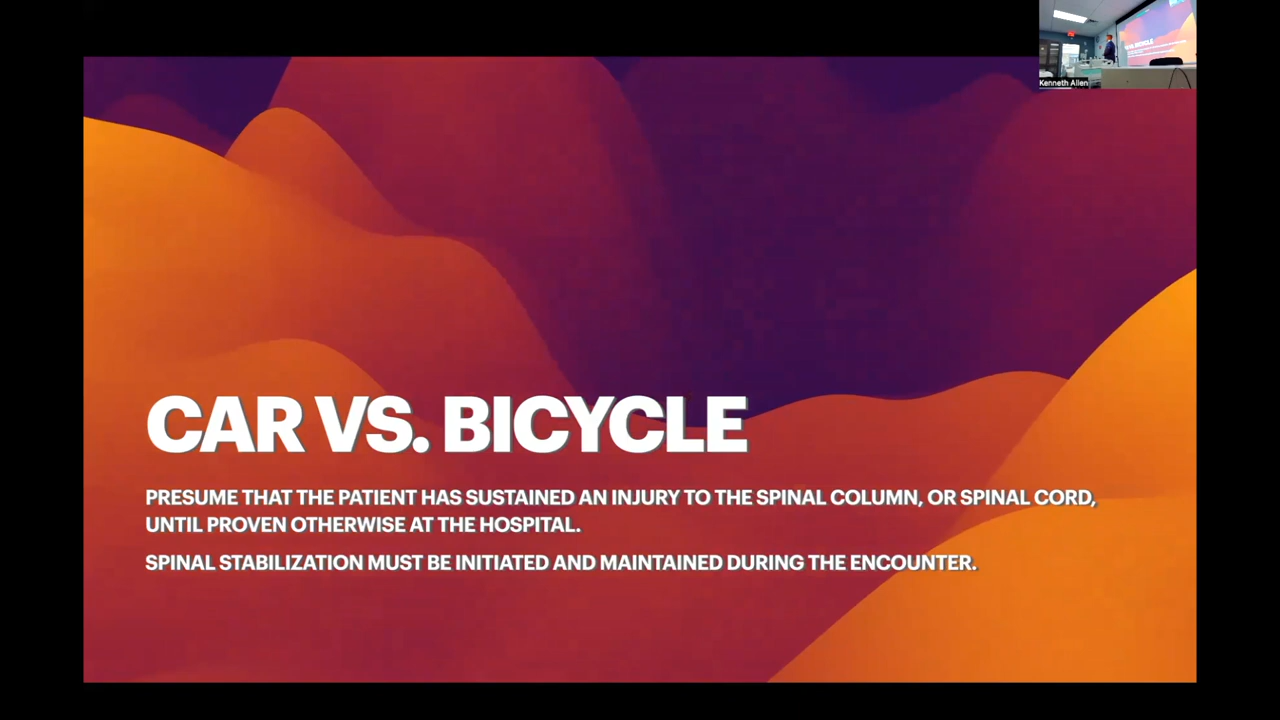 Kenneth Allen
CAR VS. BICYCLE
PRESUME THAT THE PATIENT HAS SUSTAINED AN INJURY TO THE SPINAL COLUMN, OR SPINAL CORD,
UNTIL PROVEN OTHERWISE AT THE HOSPITAL.
SPINAL STABILIZATION MUST BE INITIATED AND MAINTAINED DURING THE ENCOUNTER.